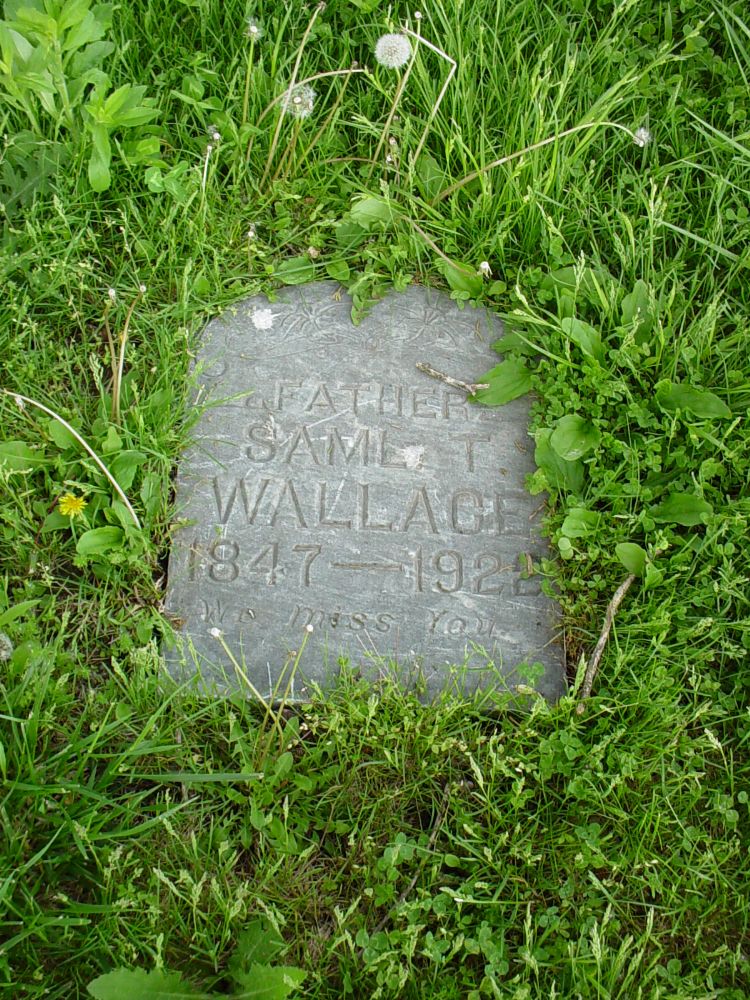 FATHER
SAML. T
WALLACE
1847—1922
We miss You